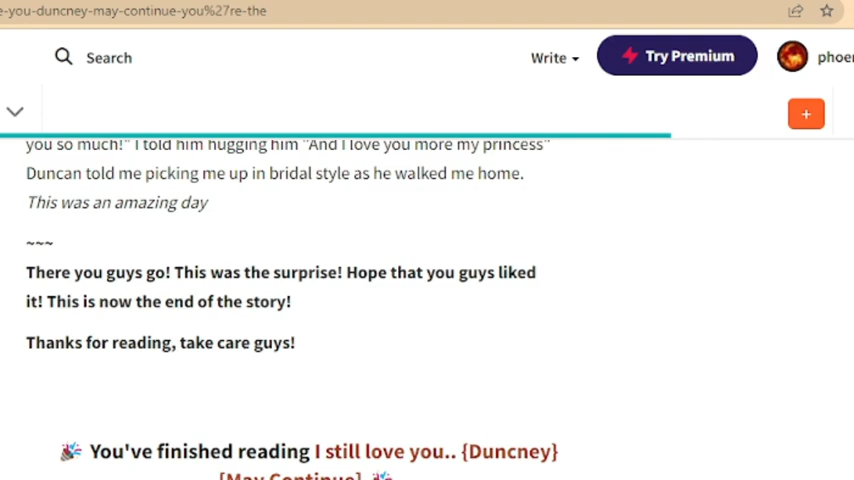 e-you-duncney-may-continue-you%27re-the
Search
Write
Try Premium
phoe
+
you so much!" I told him hugging him "And I love you more my princess"
Duncan told me picking me up in bridal style as he walked me home.
This was an amazing day
~~~
There you guys go! This was the surprise! Hope that you guys liked
it! This is now the end of the story!
Thanks for reading, take care guys!
You've finished reading I still love you.. {Duncney}
[May Continue]